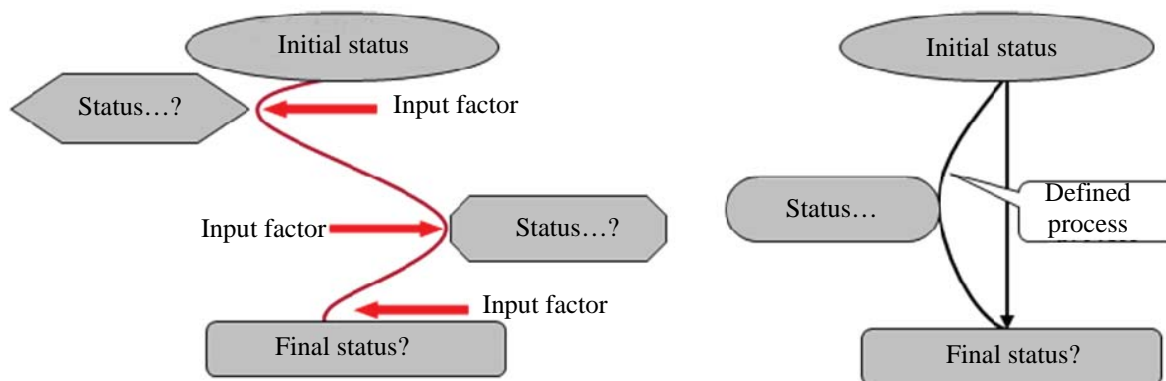 Initial status
Status…?
Input factor
Input factor
Status…?
Input factor
Final status?
Initial status
Status…
Defined
process
Final status?